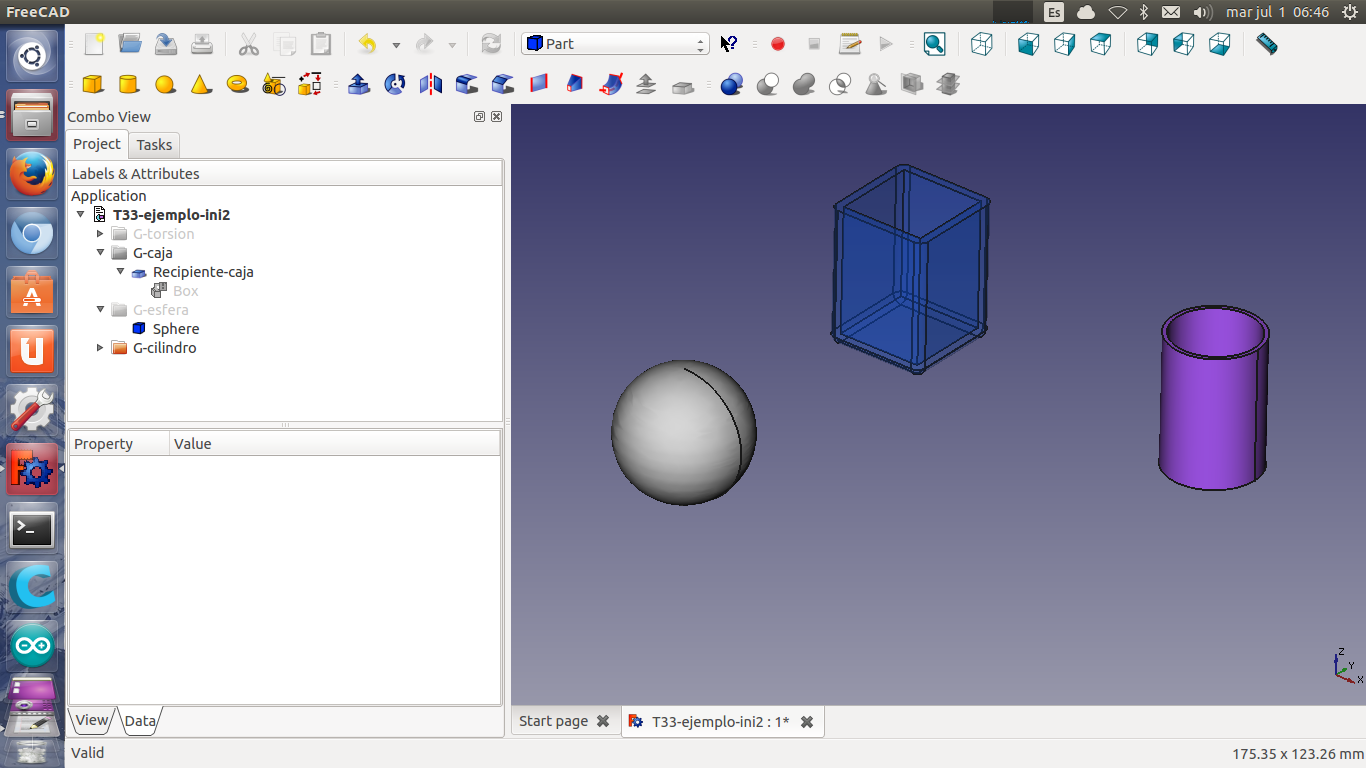 FreeCAD
Es
mar jul 1 06:46
Part
Combo View
Project
Tasks
Labels & Attributes
Application
T33-ejemplo-ini2
G-torsion
G-caja
Recipiente-caja
Box
G-esfera
Sphere
G-cilindro
Property
Value
View
Data
Z
Y
X
Start page
T33-ejemplo-ini2 : 1*
Valid
175.35 x 123.26 mm